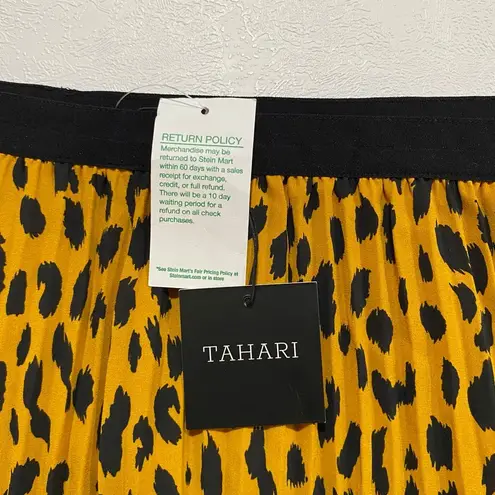 RETURN POLICY
Merchandise may be
returned to Stein Mart
within 60 days with a sales
receipt for exchange,
credit, or full refund.
There will be a 10 day
waiting period for a
refund on all check
purchases.
*See Stein Mart's Fair Pricing Policy at
Steinmart.com or in store
TAHARI